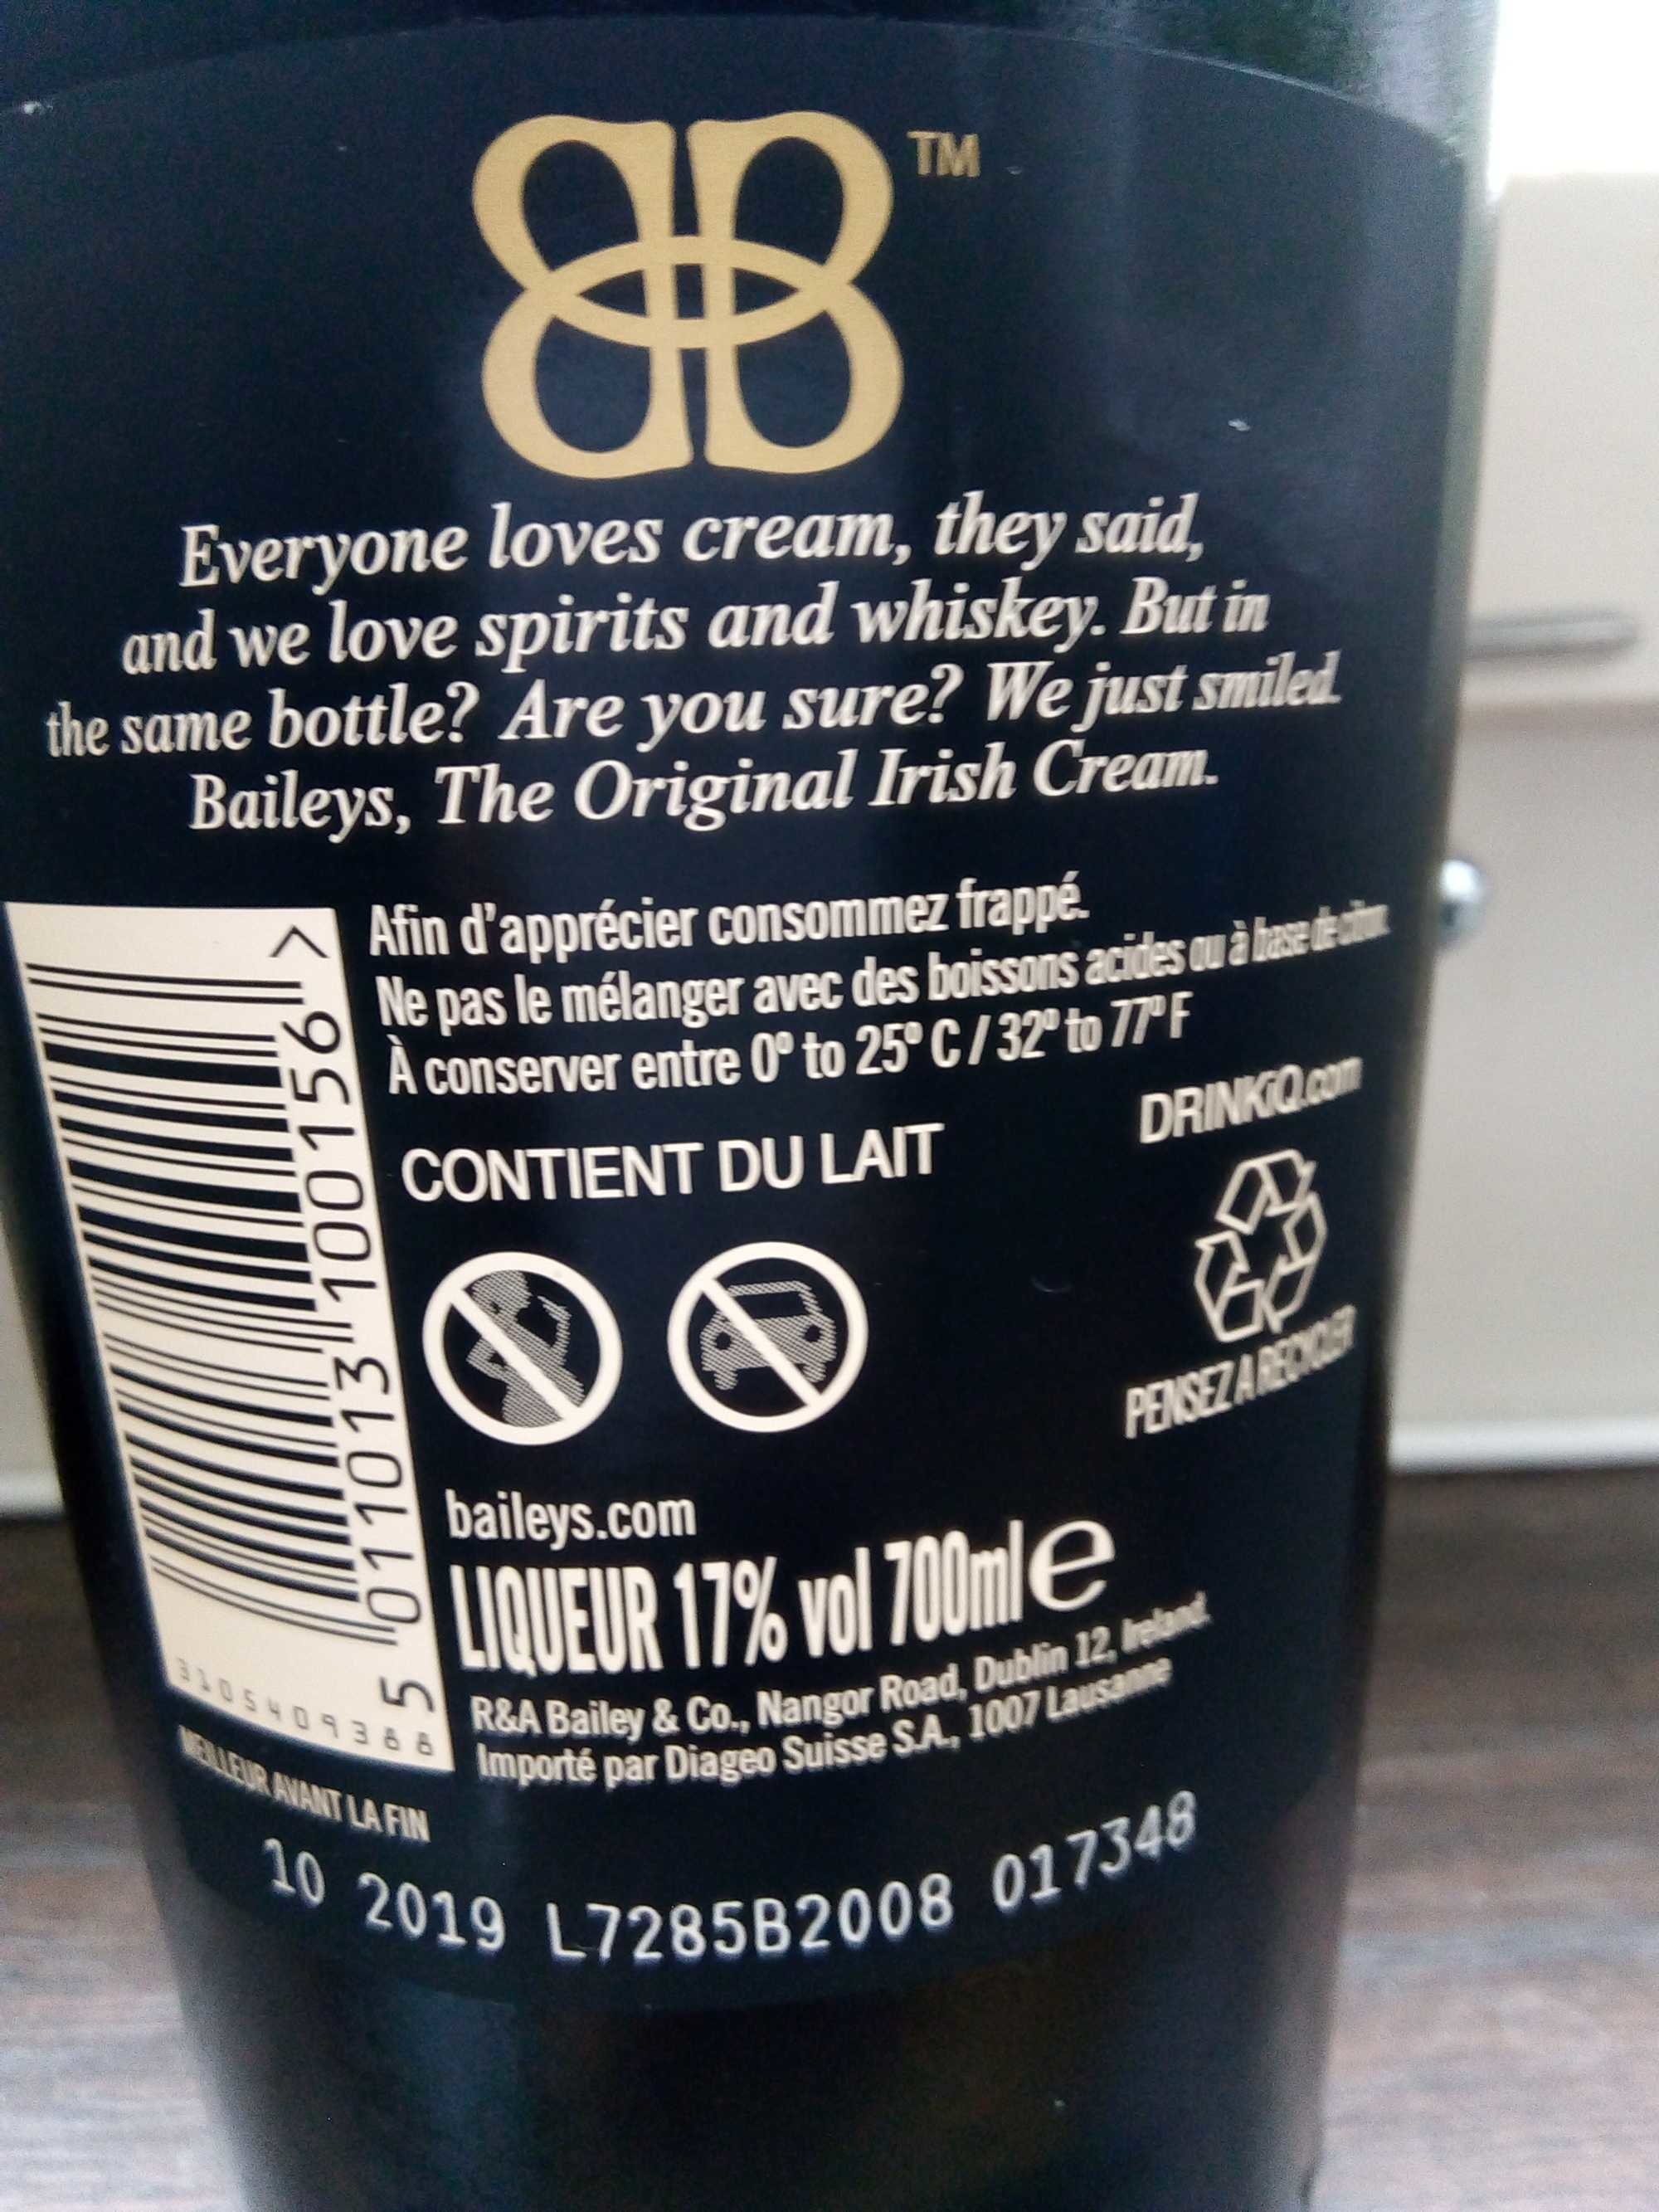 TM
Everyone loves cream, they said,
and we love spirits and whiskey. But in
the same bottle? Are you sure? We just smiled.
Baileys, The Original Irish Cream.
Afin d'apprécier consommez frappé.
Ne pas le mélanger avec des boissons acides ou à base de citron.
À conserver entre 0° to 25° C / 32° to 77° F
DRINKiQ.com
CONTIENT DU LAIT
PENSEZ A RECYCLER
baileys.com
LIQUEUR 17% vol 700ml e
R&A Bailey & Co., Nangor Road, Dublin 12, Ireland.
Importé par Diageo Suisse S.A., 1007 Lausanne
5 011013 100156 >
3105409388
MEILLEUR AVANT LA FIN
10 2019 L7285B2008 017348